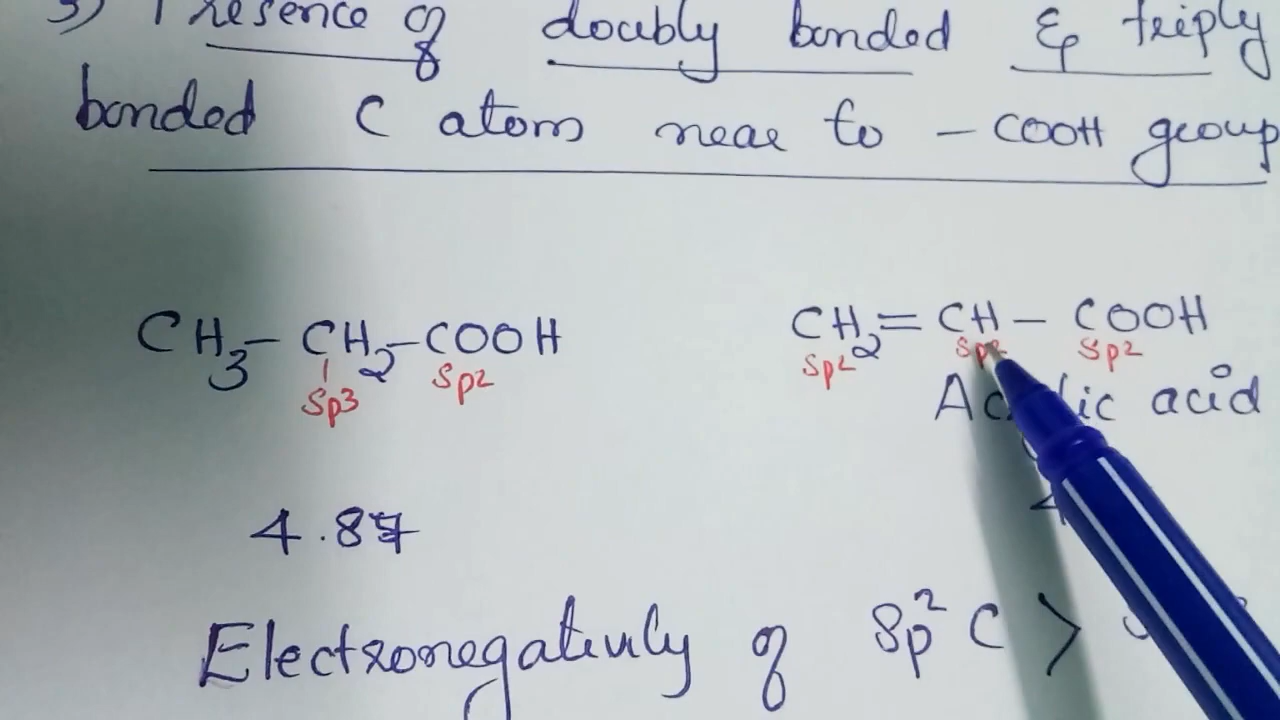 3) Presence of doubly bonded & triply
bonded C atom near to - COOH group
CH3 - CH2 - COOH CH2 = CH - COOH
sp3 sp2 sp2 sp2
acid
4.87
Electronegativity of sp2 C >